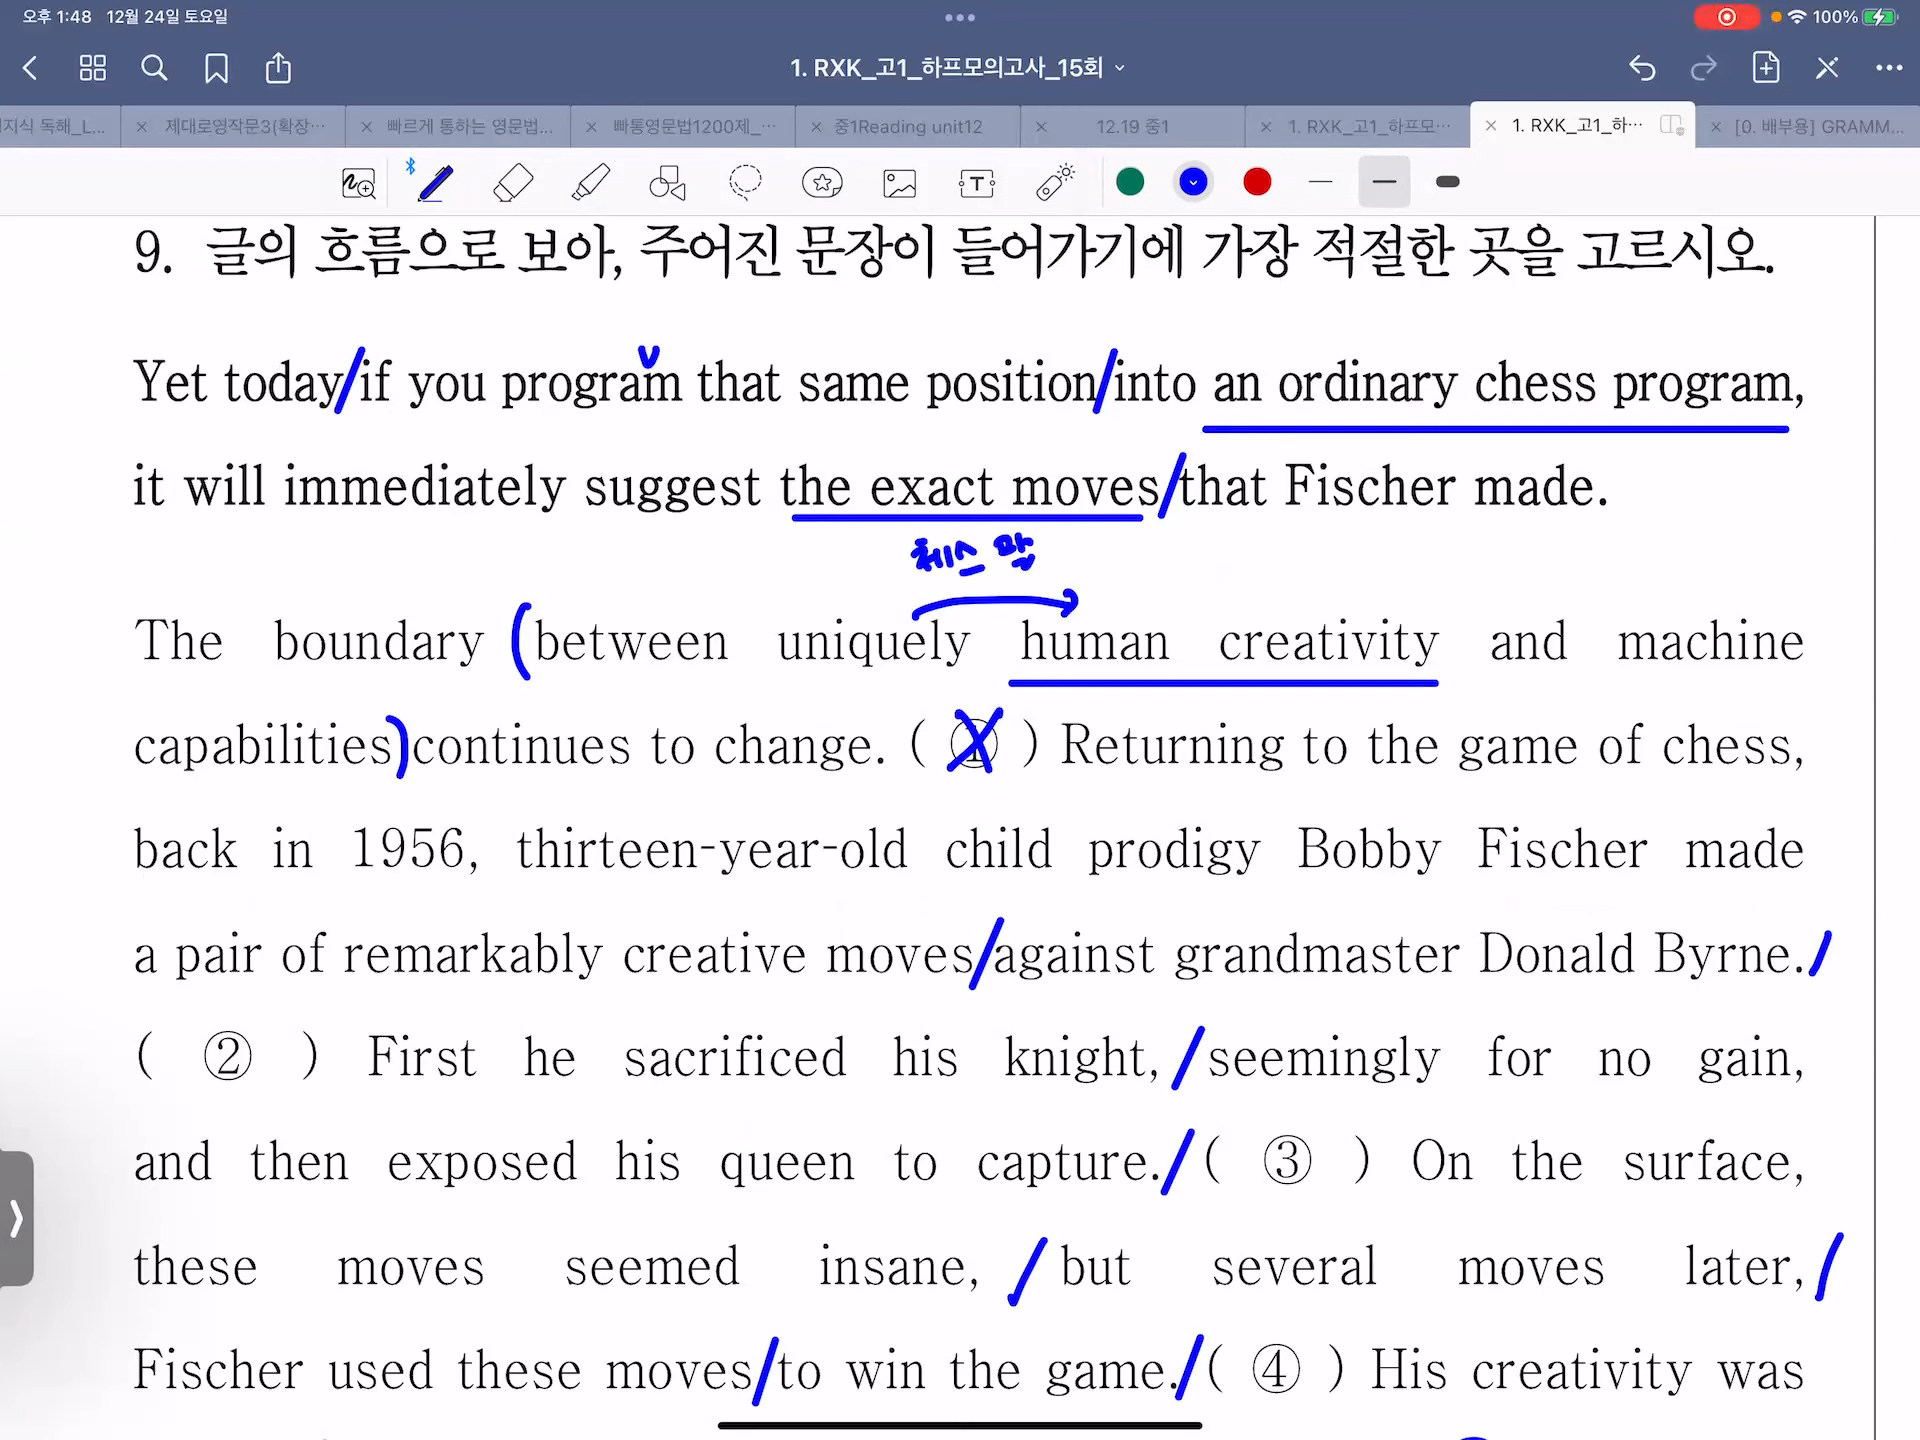 오후 1:48 12월 24일 토요일
100%
1. RXK_고1_하프모의고사_15회
지식 독해_L...
제대로영작문3(확장...
빠르게 통하는 영문법...
빠통영문법1200제_...
중1Reading unit12
12.19 중1
1. RXK_고1_하프모...
1. RXK_고1_하...
[0. 배부용] GRAMM...
9. 글의 흐름으로 보아, 주어진 문장이 들어가기에 가장 적절한 곳을 고르시오.
Yet today if you program that same position into an ordinary chess program,
it will immediately suggest the exact moves that Fischer made.
체스 말
The boundary (between uniquely human creativity and machine
capabilities) continues to change. ( ① ) Returning to the game of chess,
back in 1956, thirteen-year-old child prodigy Bobby Fischer made
a pair of remarkably creative moves against grandmaster Donald Byrne.
( ② ) First he sacrificed his knight, seemingly for no gain,
and then exposed his queen to capture. ( ③ ) On the surface,
these moves seemed insane, but several moves later,
Fischer used these moves to win the game. ( ④ ) His creativity was